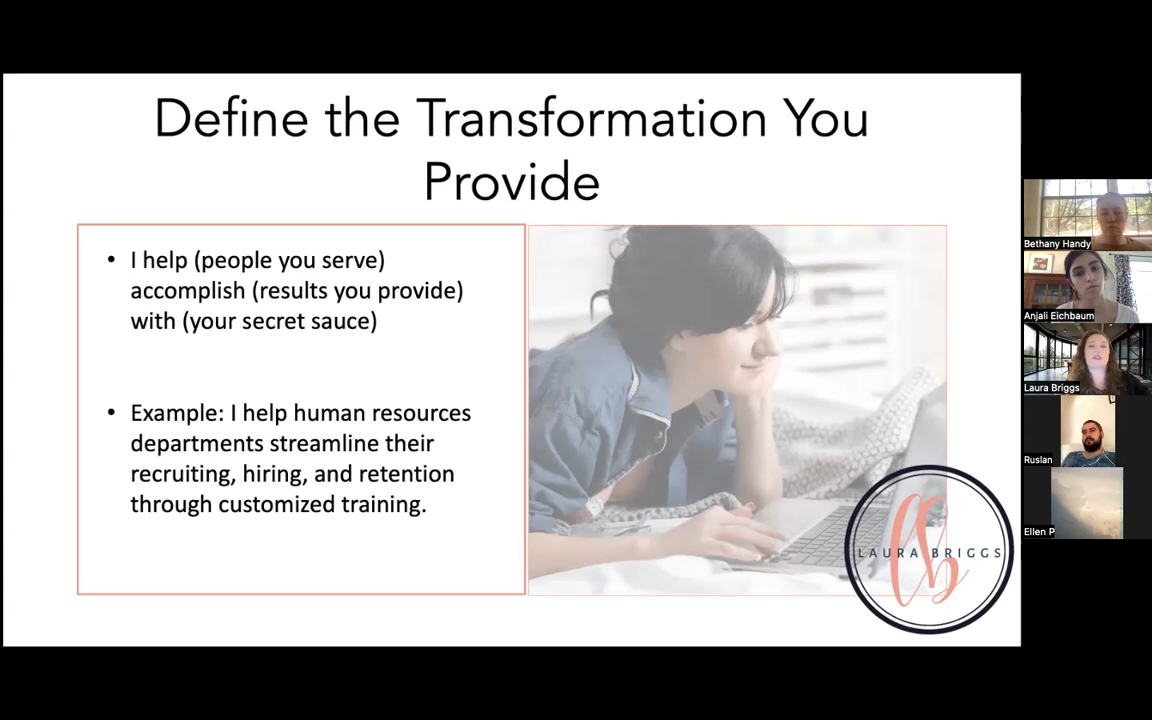 Define the Transformation You
Provide
• I help (people you serve)
accomplish (results you provide)
with (your secret sauce)
• Example: I help human resources
departments streamline their
recruiting, hiring, and retention
through customized training.
LAURA BRIGGS
Bethany Handy
Anjali Eichbaum
Laura Briggs
Ruslan
Ellen P